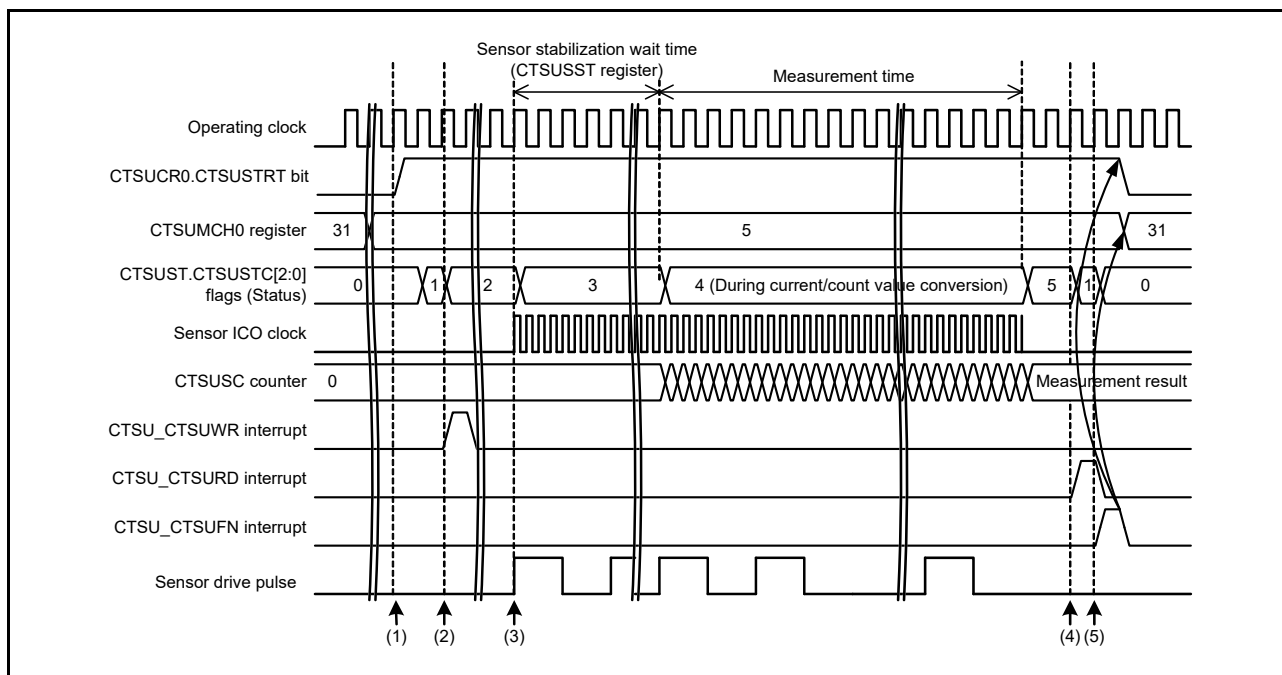 Sensor stabilization wait time
(CTSUSST register)
Measurement time
Operating clock
CTSUCR0.CTSUSTRT bit
CTSUMCH0 register
31
5
31
CTSUST.CTSUSTC[2:0]
flags (Status)
0
1
2
3
4 (During current/count value conversion)
5
1
0
Sensor ICO clock
CTSUSC counter
0
Measurement result
CTSU_CTSUWR interrupt
CTSU_CTSURD interrupt
CTSU_CTSUFN interrupt
Sensor drive pulse
(1)
(2)
(3)
(4)
(5)